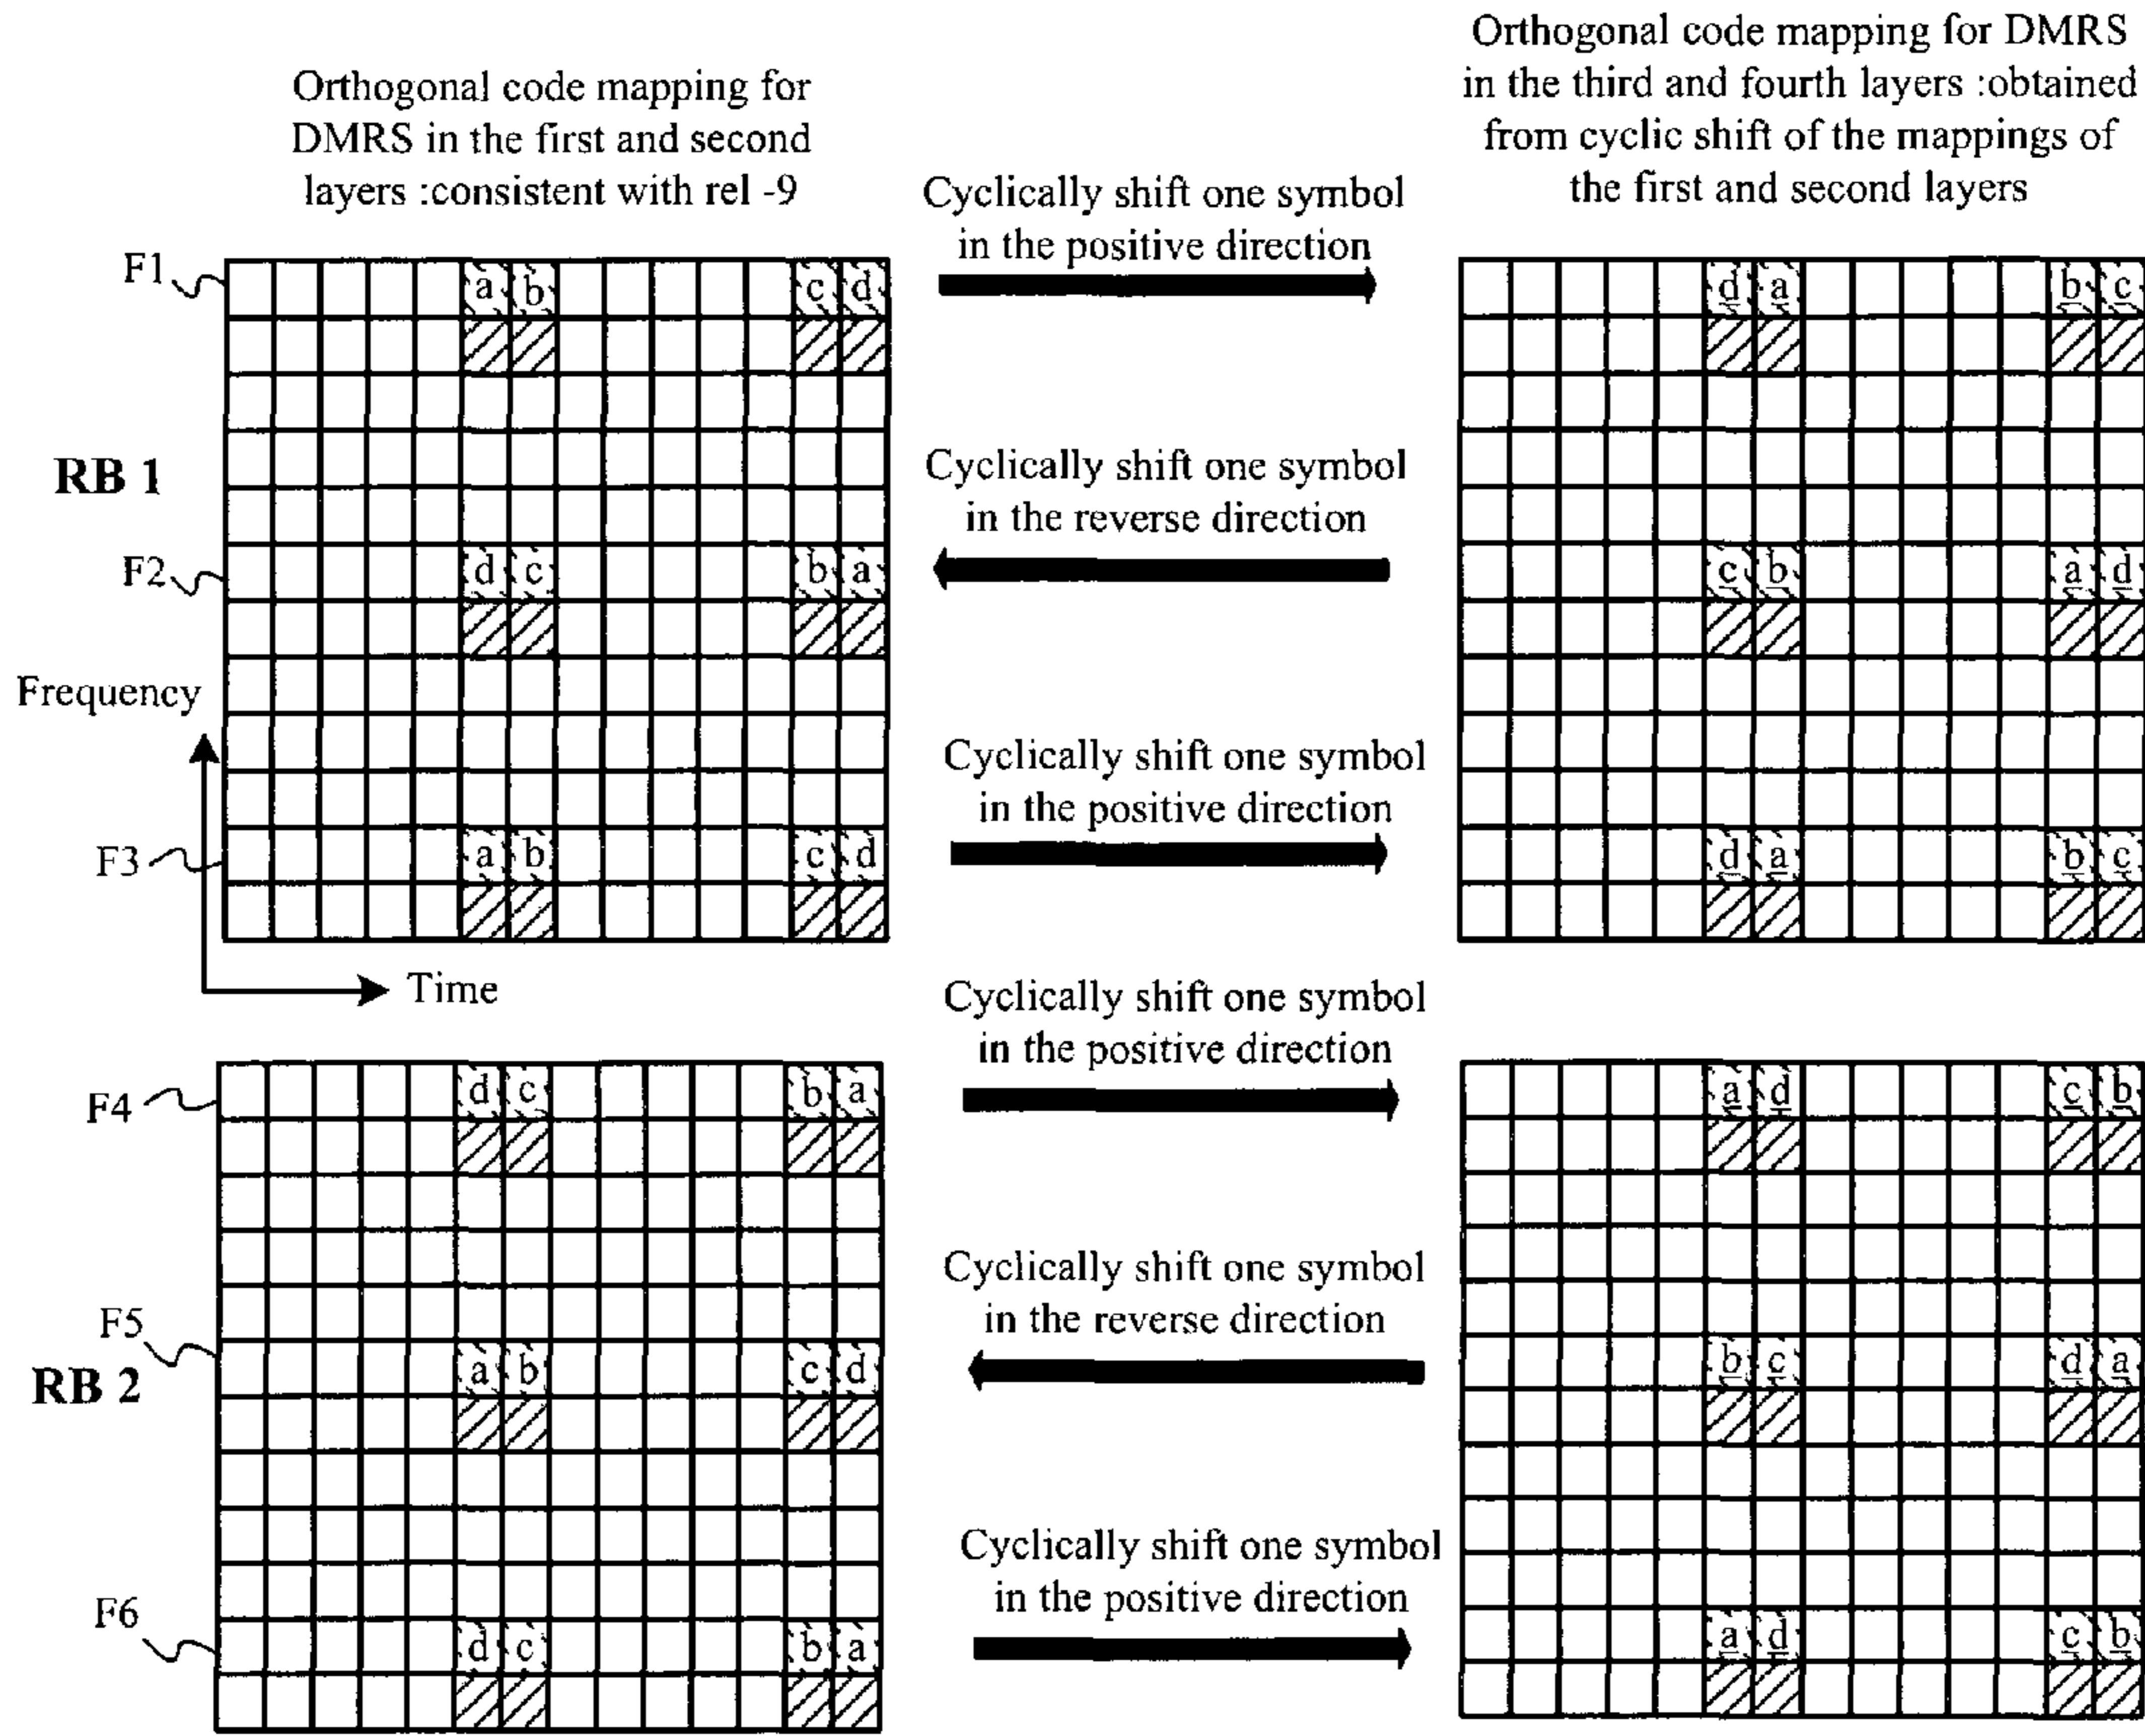 Orthogonal code mapping for
DMRS in the first and second
layers :consistent with rel -9
Orthogonal code mapping for DMRS
in the third and fourth layers :obtained
from cyclic shift of the mappings of
the first and second layers
Cyclically shift one symbol
in the positive direction
F1
a b c d
d a b c
RB 1
Cyclically shift one symbol
in the reverse direction
F2
d c b a
c b a d
Frequency
Cyclically shift one symbol
in the positive direction
F3
a b c d
d a b c
Time
Cyclically shift one symbol
in the positive direction
F4
d c b a
a d c b
Cyclically shift one symbol
in the reverse direction
F5
a b c d
b c d a
RB 2
Cyclically shift one symbol
in the positive direction
F6
d c b a
a d c b